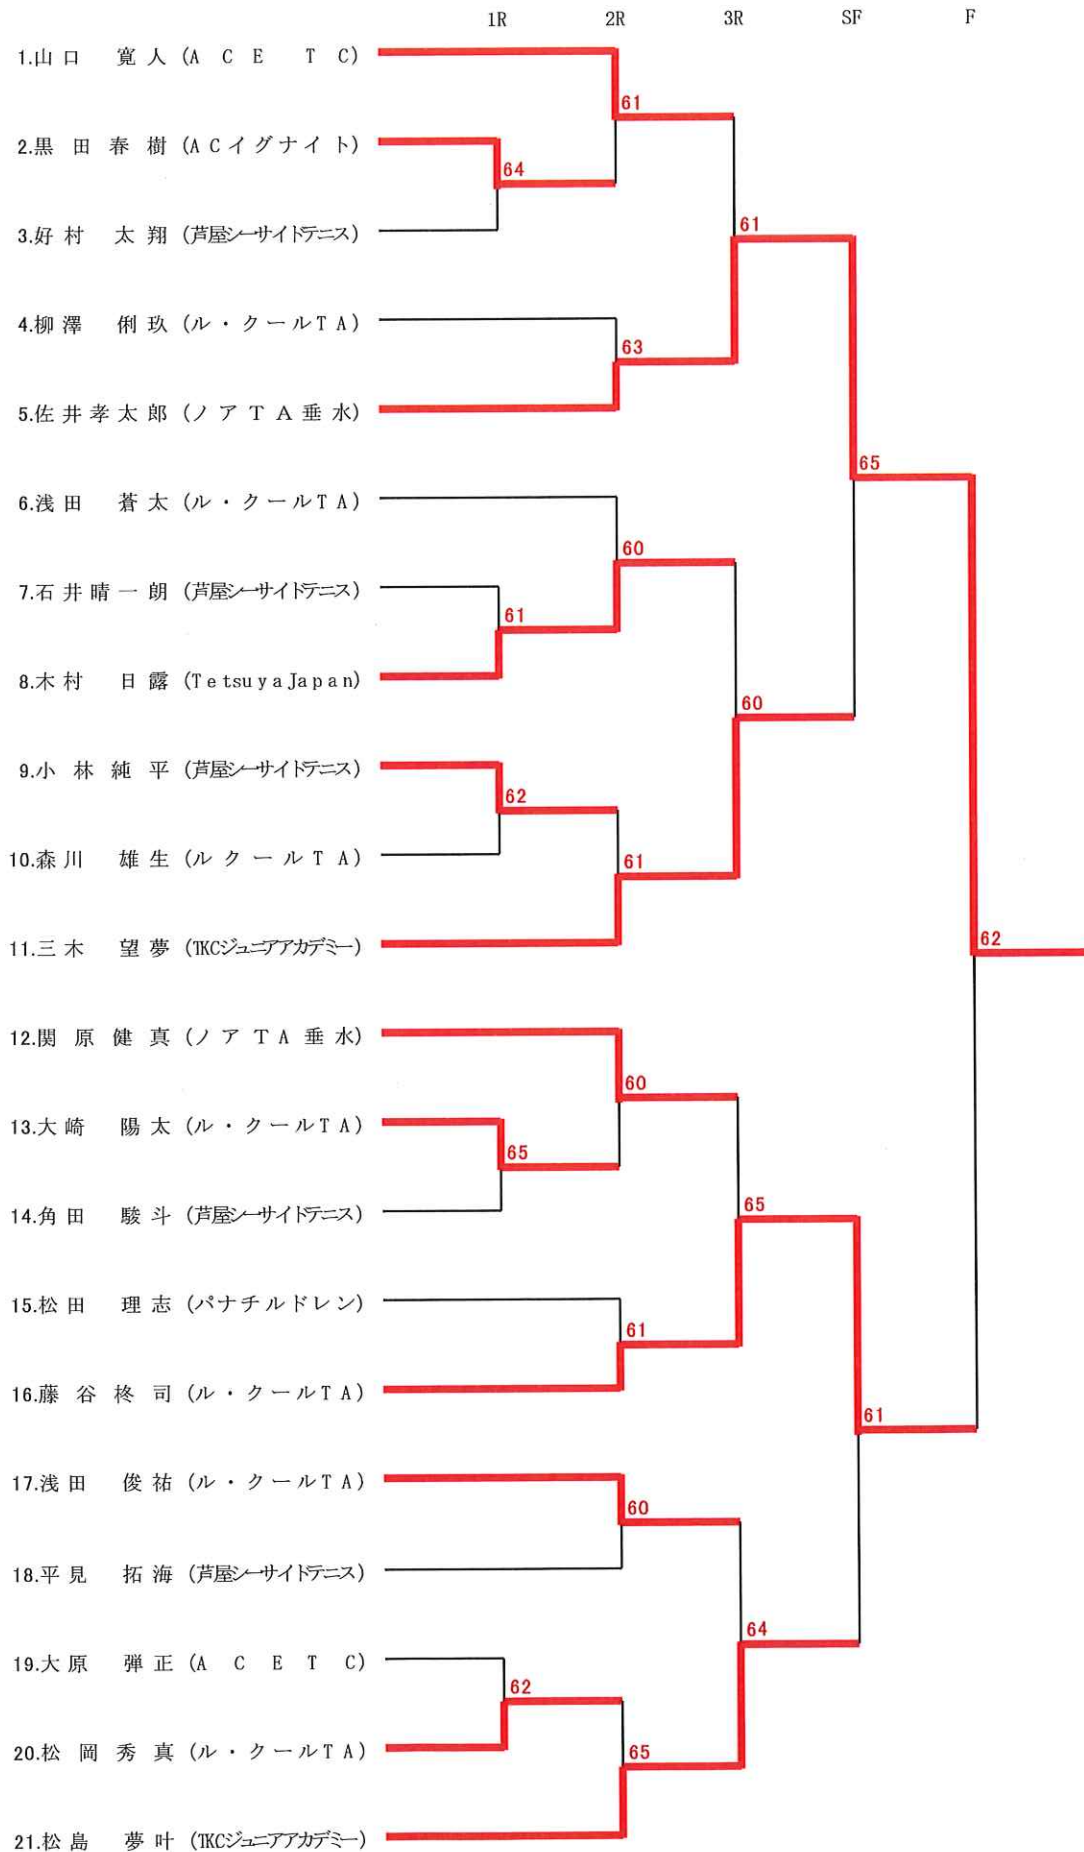 1R 2R 3R SF F
1.山口 寛人 (ACE TC)
61
2.黒田春樹 (ACイグナイト)
64
3.好村 太翔 (芦屋シーサイドテニス)
61
4.柳澤 俐玖 (ル・クールTA)
63
5.佐井孝太郎 (ノアTA垂水)
65
6.浅田 蒼太 (ル・クールTA)
60
7.石井晴一朗 (芦屋シーサイドテニス)
61
8.木村 日露 (TetsuyaJapan)
60
9.小林純平 (芦屋シーサイドテニス)
62
10.森川 雄生 (ルクールTA)
61
11.三木 望夢 (TKCジュニアアカデミー)
62
12.関原健真 (ノアTA垂水)
60
13.大崎 陽太 (ル・クールTA)
65
14.角田 駿斗 (芦屋シーサイドテニス)
65
15.松田 理志 (パナチルドレン)
61
16.藤谷柊司 (ル・クールTA)
61
17.浅田 俊祐 (ル・クールTA)
60
18.平見 拓海 (芦屋シーサイドテニス)
64
19.大原 弾正 (ACETC)
62
20.松岡秀真 (ル・クールTA)
65
21.松島 夢叶 (TKCジュニアアカデミー)